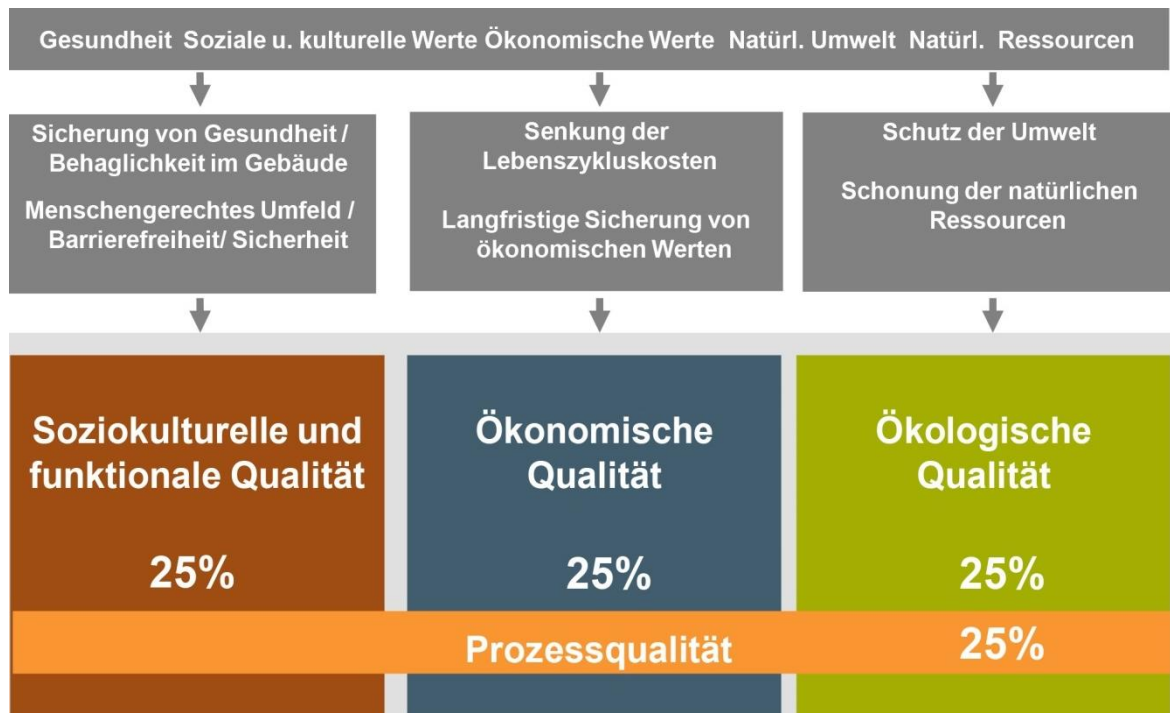 Gesundheit Soziale u. kulturelle Werte Ökonomische Werte Natürl. Umwelt Natürl. Ressourcen
Sicherung von Gesundheit /
Behaglichkeit im Gebäude
Menschengerechtes Umfeld /
Barrierefreiheit/ Sicherheit
Senkung der
Lebenszykluskosten
Langfristige Sicherung von
ökonomischen Werten
Schutz der Umwelt
Schonung der natürlichen
Ressourcen
Soziokulturelle und
funktionale Qualität
25%
Ökonomische
Qualität
25%
Ökologische
Qualität
25%
Prozessqualität 25%